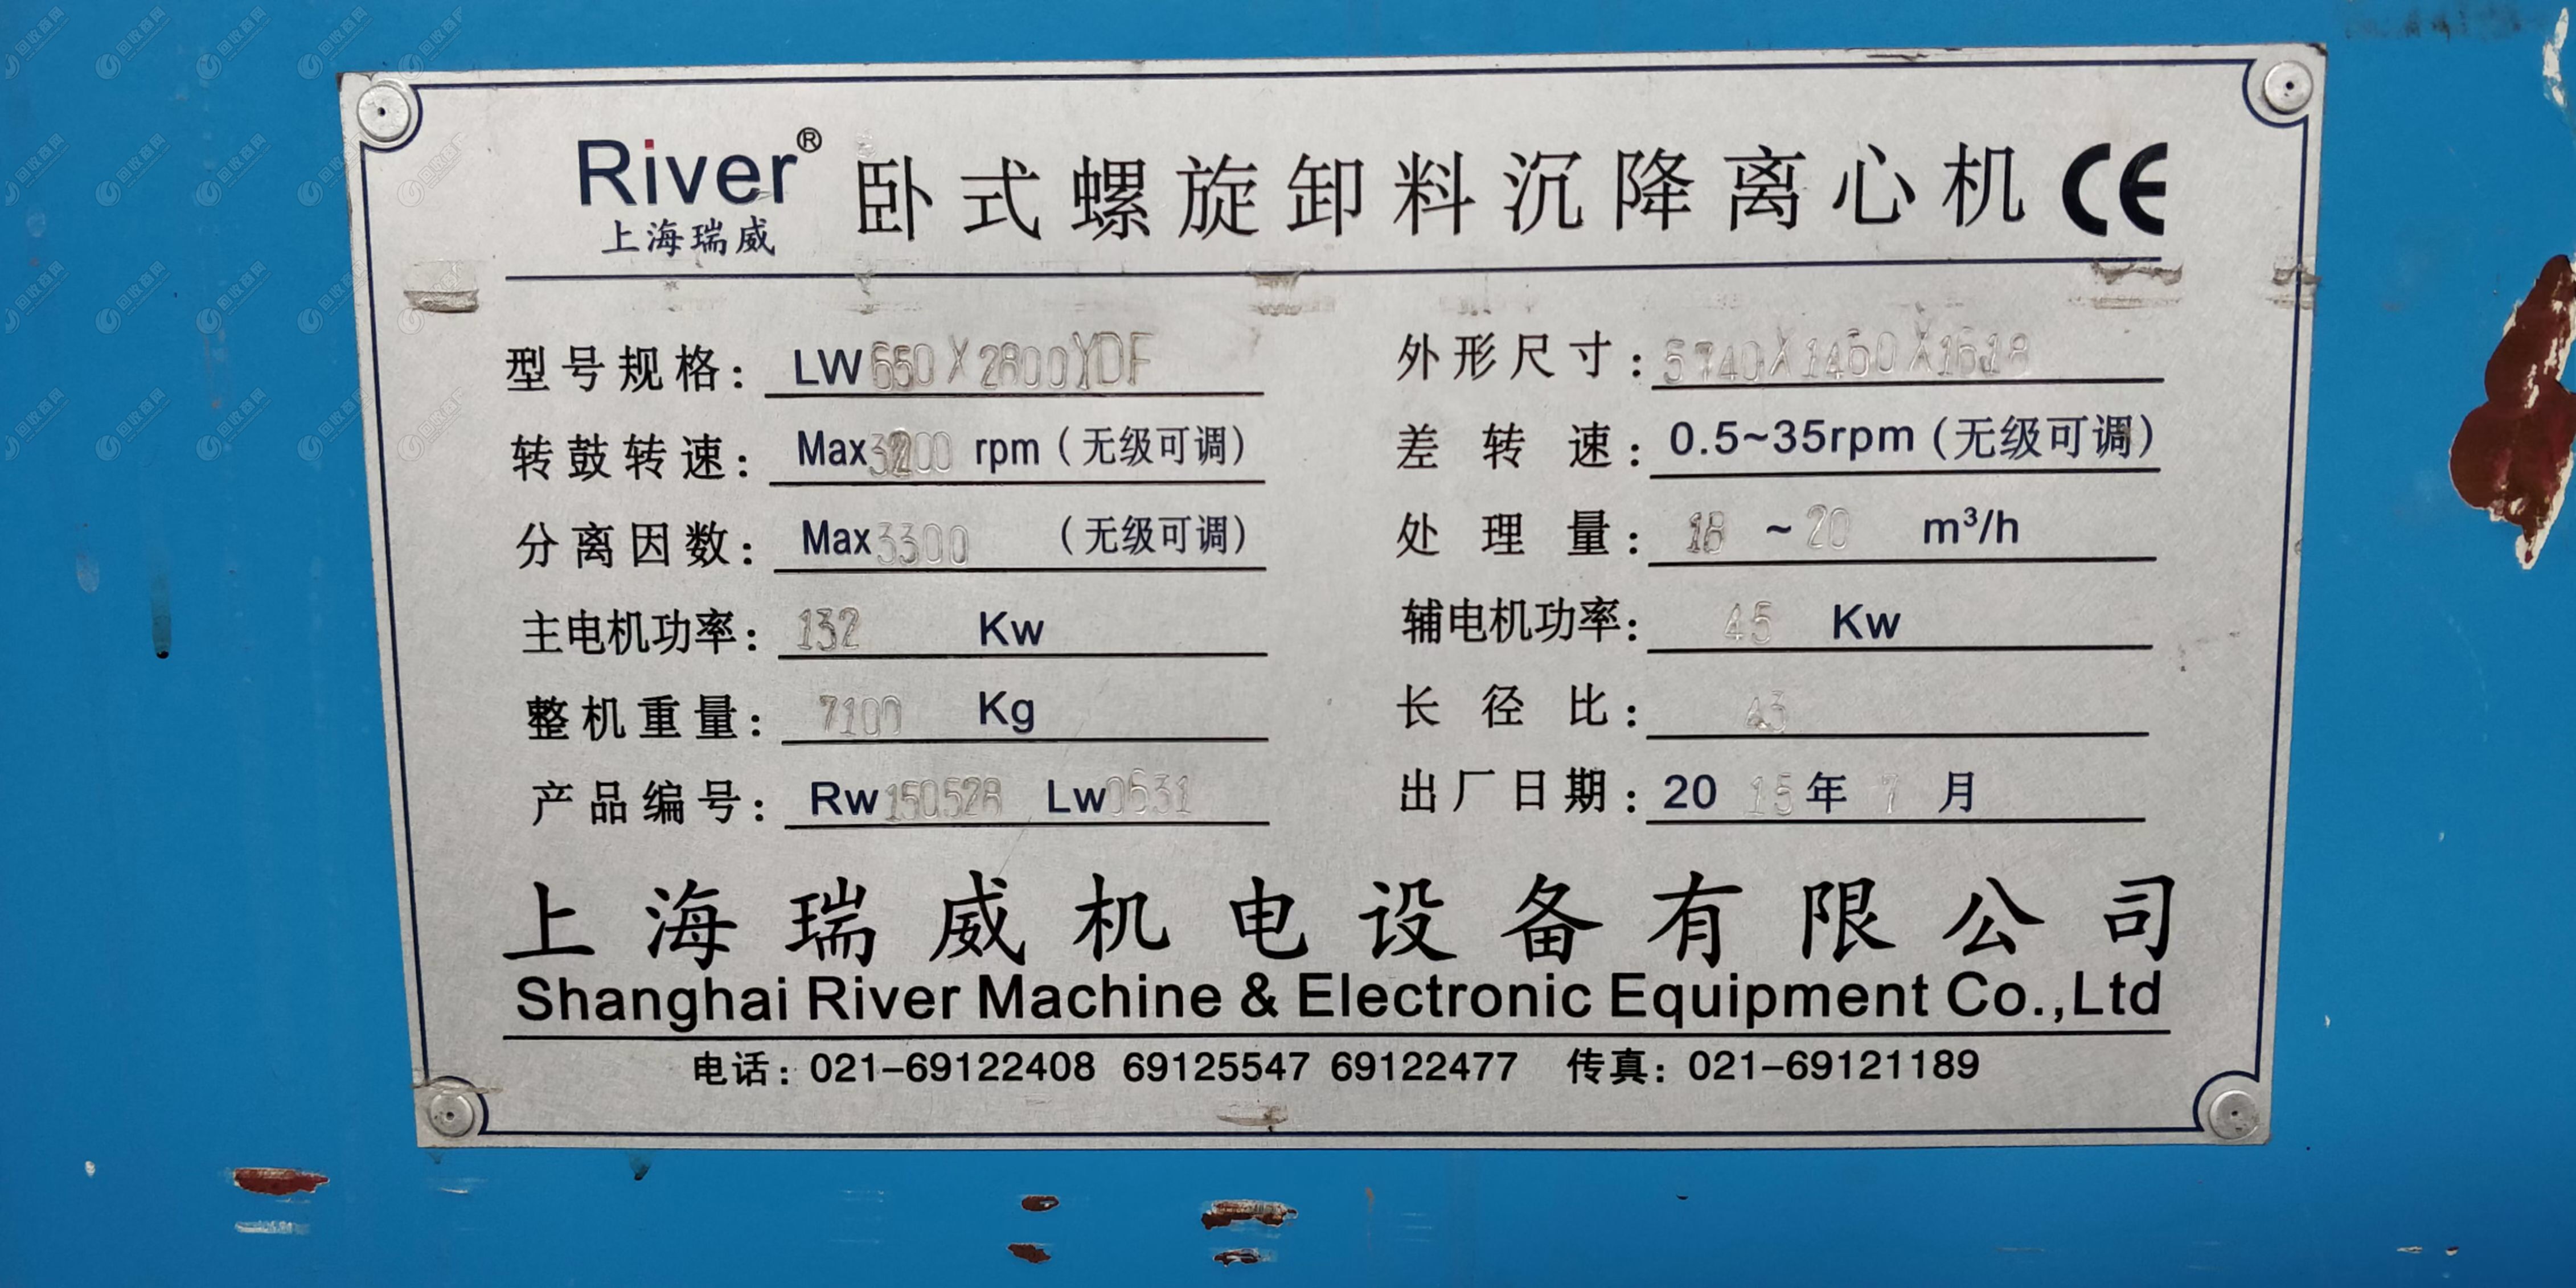 River® 卧式螺旋卸料沉降离心机 CE
上海瑞威
型号规格: LW650X2800YDF 外形尺寸: 5740X1460X1618
转鼓转速: Max3200 rpm (无级可调) 差转速: 0.5~35rpm (无级可调)
分离因数: Max3300 (无级可调) 处理量: 18 ~ 20 m³/h
主电机功率: 132 Kw 辅电机功率: 45 Kw
整机重量: 7100 Kg 长径比:
产品编号: Rw150528 Lw0631 出厂日期: 2015年7月
上海瑞威机电设备有限公司
Shanghai River Machine & Electronic Equipment Co.,Ltd
电话: 021-69122408 69125547 69122477 传真: 021-69121189
回收商网